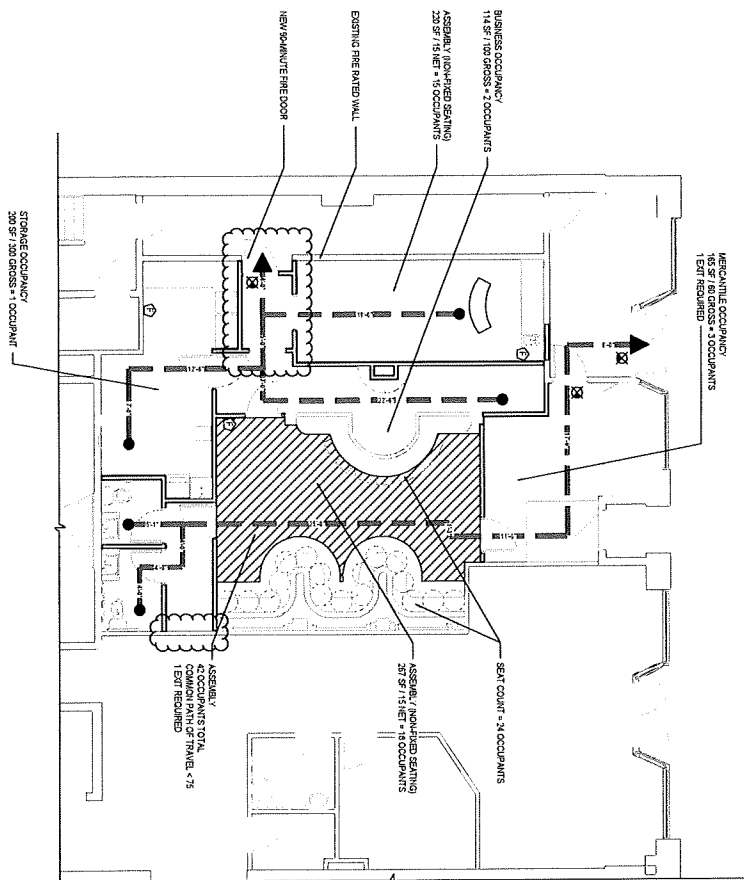 BUSINESS OCCUPANCY
114 SF / 100 GROSS = 2 OCCUPANTS
ASSEMBLY (NON-FIXED SEATING)
220 SF / 15 NET = 15 OCCUPANTS
EXISTING FIRE RATED WALL
NEW 90-MINUTE FIRE DOOR
MERCANTILE OCCUPANCY
165 SF / 60 GROSS = 3 OCCUPANTS
1 EXIT REQUIRED
STORAGE OCCUPANCY
200 SF / 300 GROSS = 1 OCCUPANT
SEAT COUNT = 24 OCCUPANTS
ASSEMBLY (NON-FIXED SEATING)
267 SF / 15 NET = 18 OCCUPANTS
ASSEMBLY
42 OCCUPANTS TOTAL
COMMON PATH OF TRAVEL < 75
1 EXIT REQUIRED
F
F
F